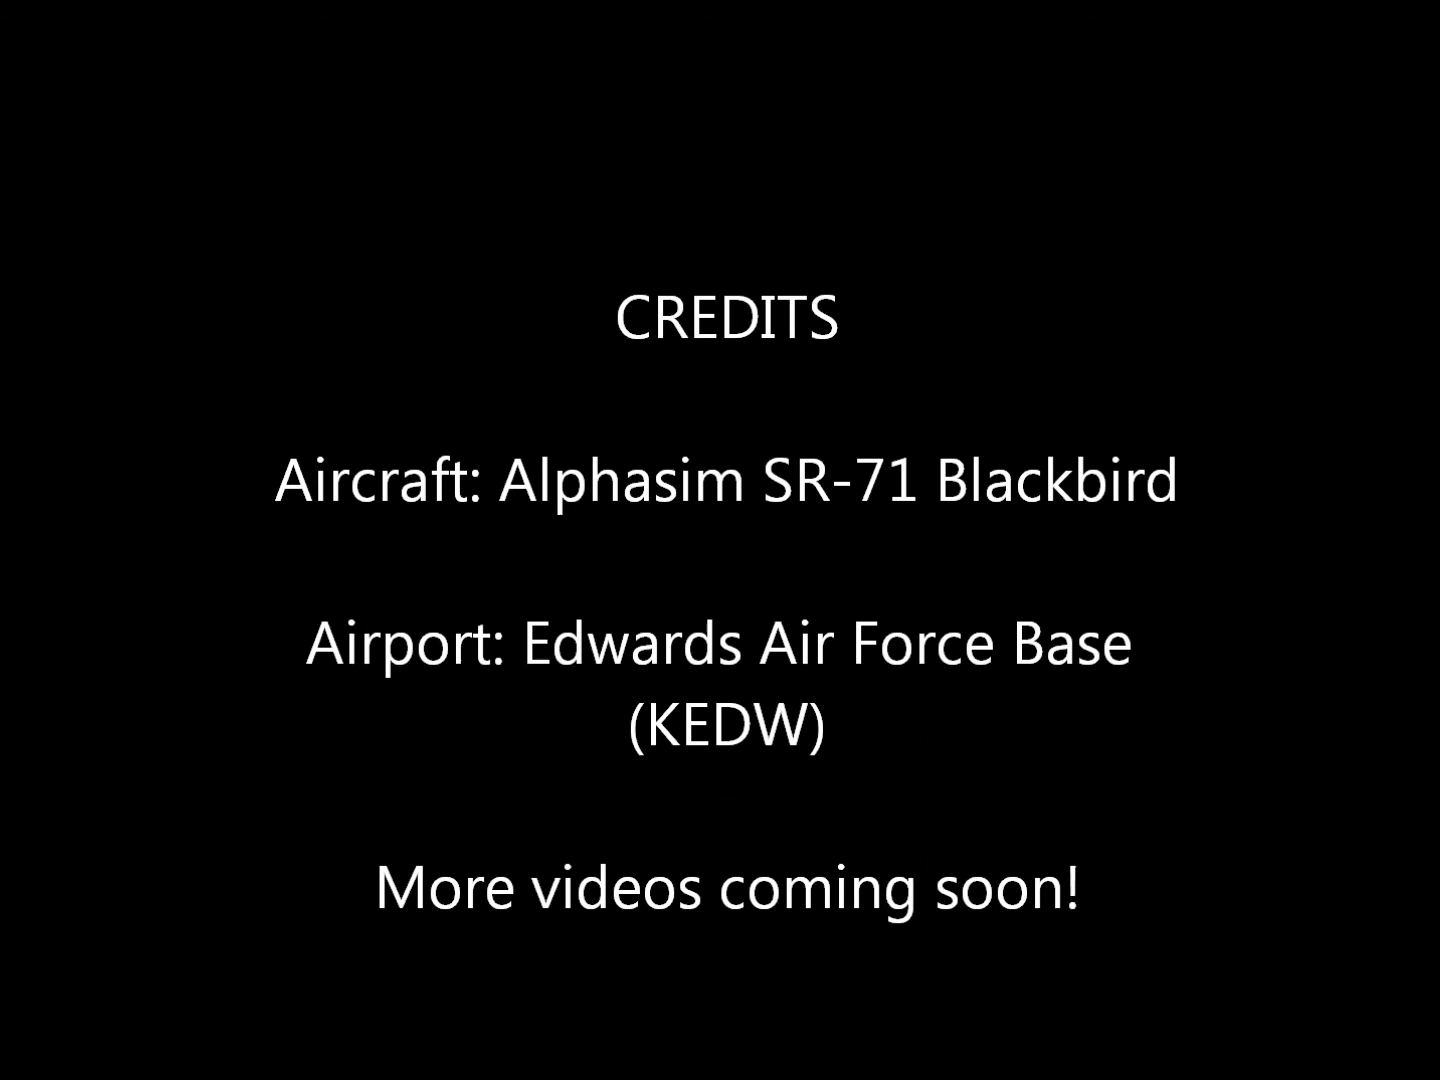 CREDITS
Aircraft: Alphasim SR-71 Blackbird
Airport: Edwards Air Force Base
(KEDW)
More videos coming soon!